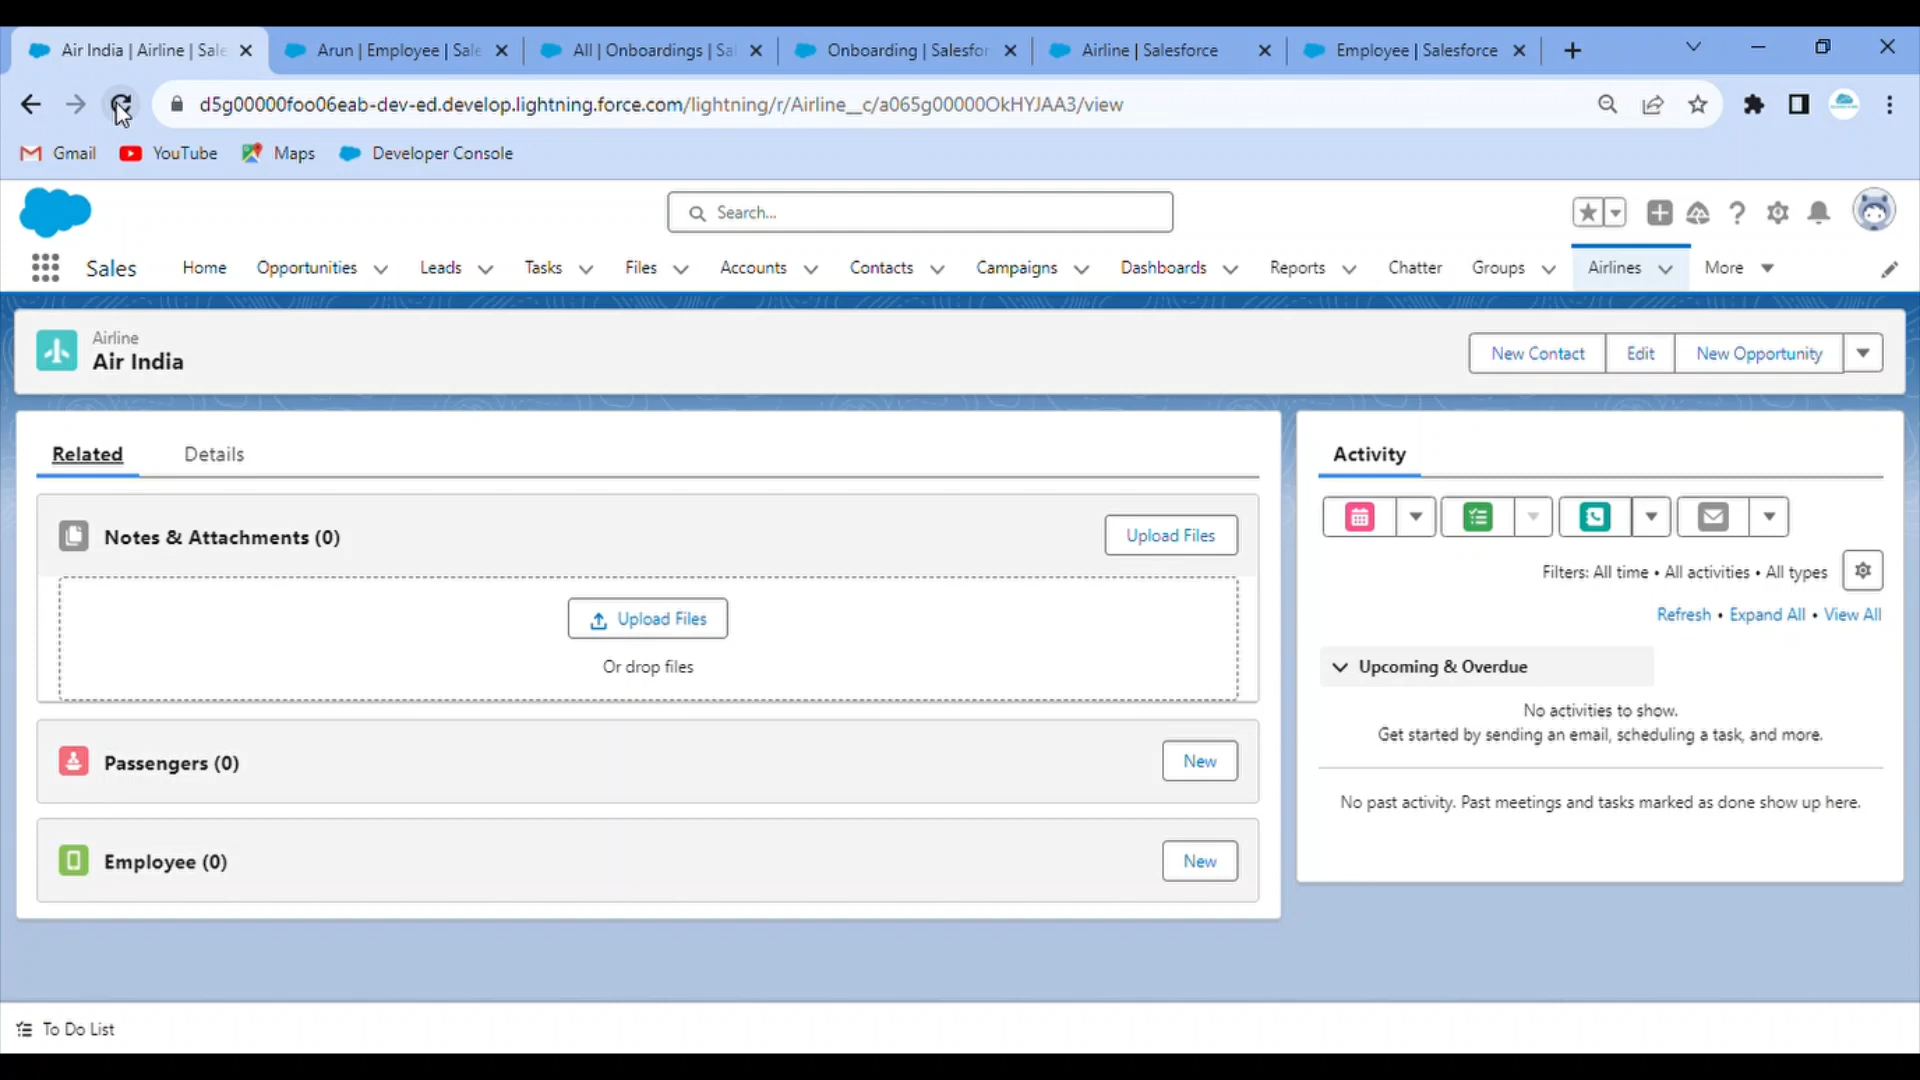 Air India | Airline | Sale
Arun | Employee | Sale
All | Onboardings | Sal
Onboarding | Salesfor
Airline | Salesforce
Employee | Salesforce
d5g00000foo06eab-dev-ed.develop.lightning.force.com/lightning/r/Airline__c/a065g00000OkHYJAA3/view
Gmail
YouTube
Maps
Developer Console
Search...
Sales
Home
Opportunities
Leads
Tasks
Files
Accounts
Contacts
Campaigns
Dashboards
Reports
Chatter
Groups
Airlines
More
Airline
Air India
New Contact
Edit
New Opportunity
Related
Details
Activity
Notes & Attachments (0)
Upload Files
Upload Files
Or drop files
Filters: All time • All activities • All types
Refresh • Expand All • View All
Upcoming & Overdue
No activities to show.
Get started by sending an email, scheduling a task, and more.
No past activity. Past meetings and tasks marked as done show up here.
Passengers (0)
New
Employee (0)
New
To Do List